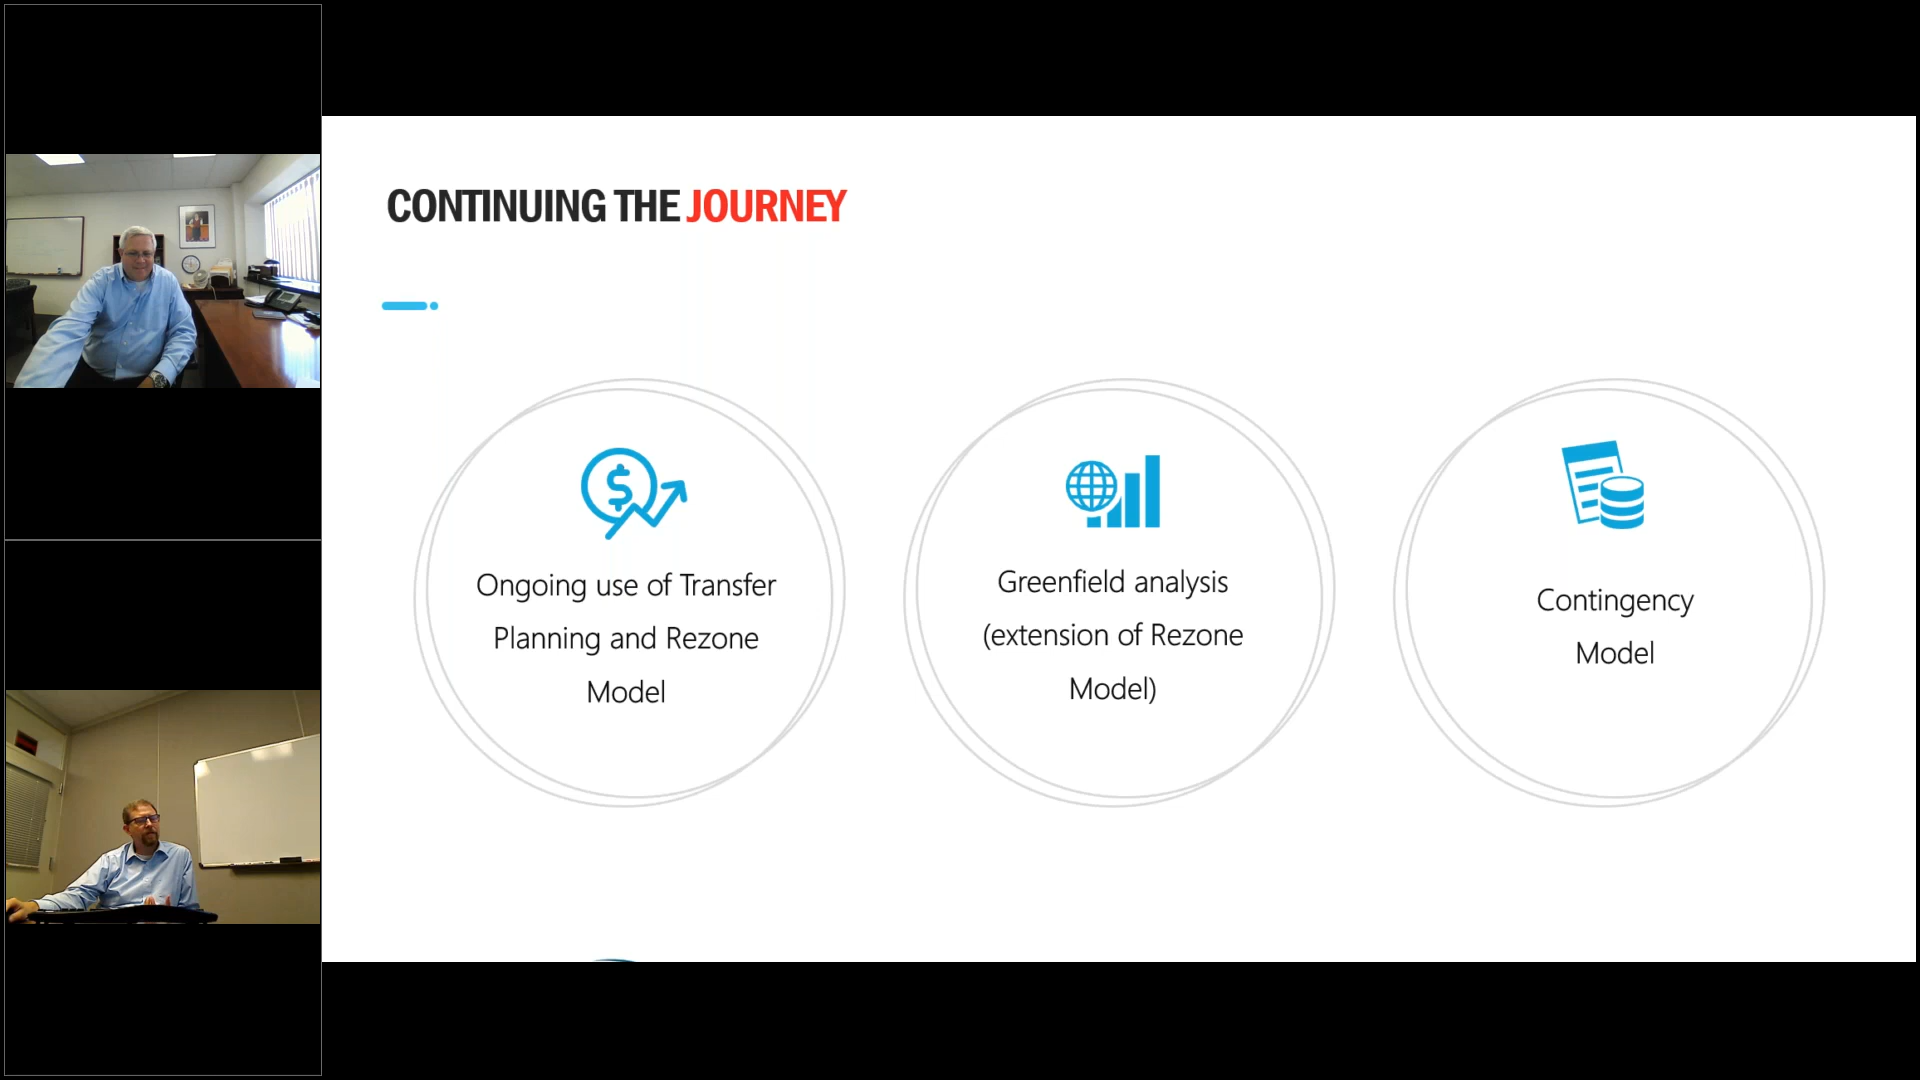 CONTINUING THE JOURNEY
Ongoing use of Transfer
Planning and Rezone
Model
Greenfield analysis
(extension of Rezone
Model)
Contingency
Model